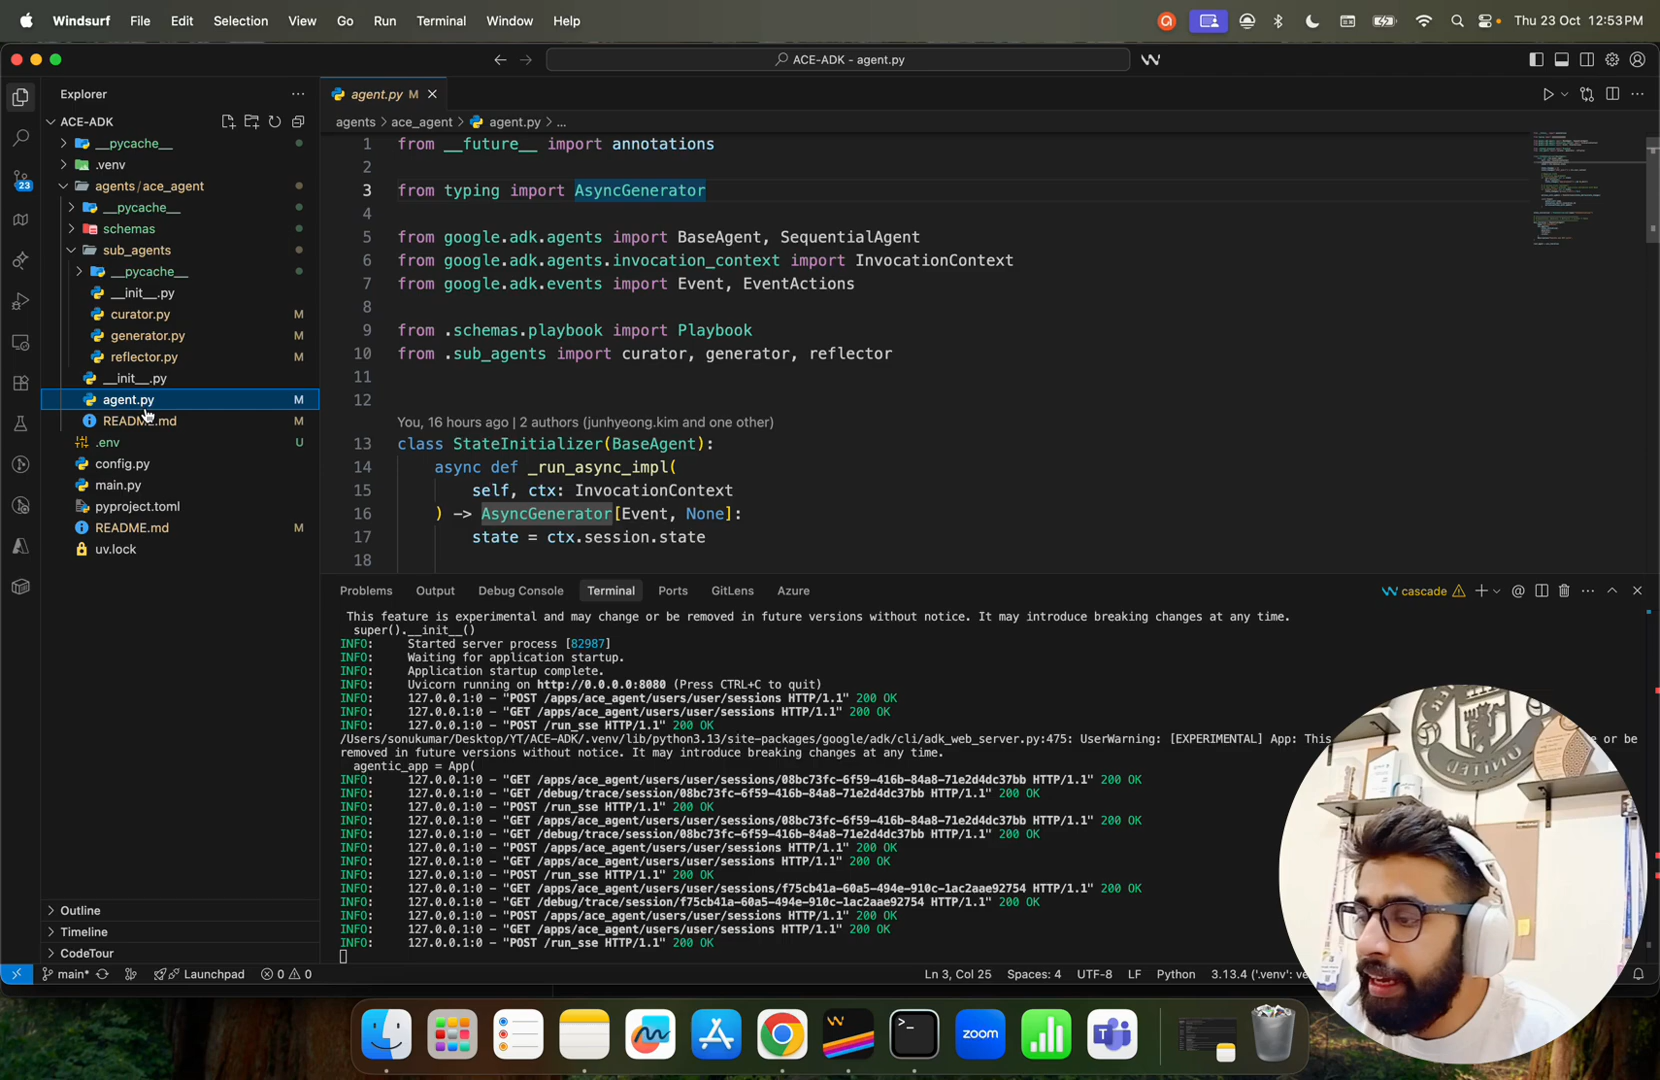 Windsurf File Edit Selection View Go Run Terminal Window Help
Thu 23 Oct 12:53 PM
ACE-ADK - agent.py
Explorer
ACE-ADK
__pycache__
.venv
agents / ace_agent
__pycache__
schemas
sub_agents
__pycache__
__init__.py
curator.py M
generator.py M
reflector.py M
__init__.py
agent.py M
README.md M
.env U
config.py
main.py
pyproject.toml
README.md M
uv.lock
23
Outline
Timeline
CodeTour
agent.py M
agents > ace_agent > agent.py > ...
1 from __future__ import annotations
2
3 from typing import AsyncGenerator
4
5 from google.adk.agents import BaseAgent, SequentialAgent
6 from google.adk.agents.invocation_context import InvocationContext
7 from google.adk.events import Event, EventActions
8
9 from .schemas.playbook import Playbook
10 from .sub_agents import curator, generator, reflector
11
12
You, 16 hours ago | 2 authors (junhyeong.kim and one other)
13 class StateInitializer(BaseAgent):
14 async def _run_async_impl(
15 self, ctx: InvocationContext
16 ) -> AsyncGenerator[Event, None]:
17 state = ctx.session.state
18
Problems Output Debug Console Terminal Ports GitLens Azure
cascade
This feature is experimental and may change or be removed in future versions without notice. It may introduce breaking changes at any time.
super().__init__()
INFO: Started server process [82987]
INFO: Waiting for application startup.
INFO: Application startup complete.
INFO: Uvicorn running on http://0.0.0.0:8080 (Press CTRL+C to quit)
INFO: 127.0.0.1:0 - "POST /apps/ace_agent/users/user/sessions HTTP/1.1" 200 OK
INFO: 127.0.0.1:0 - "GET /apps/ace_agent/users/user/sessions HTTP/1.1" 200 OK
INFO: 127.0.0.1:0 - "POST /run_sse HTTP/1.1" 200 OK
/Users/sonukumar/Desktop/YT/ACE-ADK/.venv/lib/python3.13/site-packages/google/adk/cli/adk_web_server.py:475: UserWarning: [EXPERIMENTAL] App: This or be
removed in future versions without notice. It may introduce breaking changes at any time.
agentic_app = App(
INFO: 127.0.0.1:0 - "GET /apps/ace_agent/users/user/sessions/08bc73fc-6f59-416b-84a8-71e2d4dc37bb HTTP/1.1" 200 OK
INFO: 127.0.0.1:0 - "GET /debug/trace/session/08bc73fc-6f59-416b-84a8-71e2d4dc37bb HTTP/1.1" 200 OK
INFO: 127.0.0.1:0 - "POST /run_sse HTTP/1.1" 200 OK
INFO: 127.0.0.1:0 - "GET /apps/ace_agent/users/user/sessions/08bc73fc-6f59-416b-84a8-71e2d4dc37bb HTTP/1.1" 200 OK
INFO: 127.0.0.1:0 - "GET /debug/trace/session/08bc73fc-6f59-416b-84a8-71e2d4dc37bb HTTP/1.1" 200 OK
INFO: 127.0.0.1:0 - "POST /apps/ace_agent/users/user/sessions HTTP/1.1" 200 OK
INFO: 127.0.0.1:0 - "GET /apps/ace_agent/users/user/sessions HTTP/1.1" 200 OK
INFO: 127.0.0.1:0 - "POST /run_sse HTTP/1.1" 200 OK
INFO: 127.0.0.1:0 - "GET /apps/ace_agent/users/user/sessions/f75cb41a-60a5-494e-910c-1ac2aae92754 HTTP/1.1" 200 OK
INFO: 127.0.0.1:0 - "GET /debug/trace/session/f75cb41a-60a5-494e-910c-1ac2aae92754 HTTP/1.1" 200 OK
INFO: 127.0.0.1:0 - "POST /apps/ace_agent/users/user/sessions HTTP/1.1" 200 OK
INFO: 127.0.0.1:0 - "GET /apps/ace_agent/users/user/sessions HTTP/1.1" 200 OK
INFO: 127.0.0.1:0 - "POST /run_sse HTTP/1.1" 200 OK
UNITED
main* Launchpad 0 0 Ln 3, Col 25 Spaces: 4 UTF-8 LF Python 3.13.4 ('.venv':
zoom